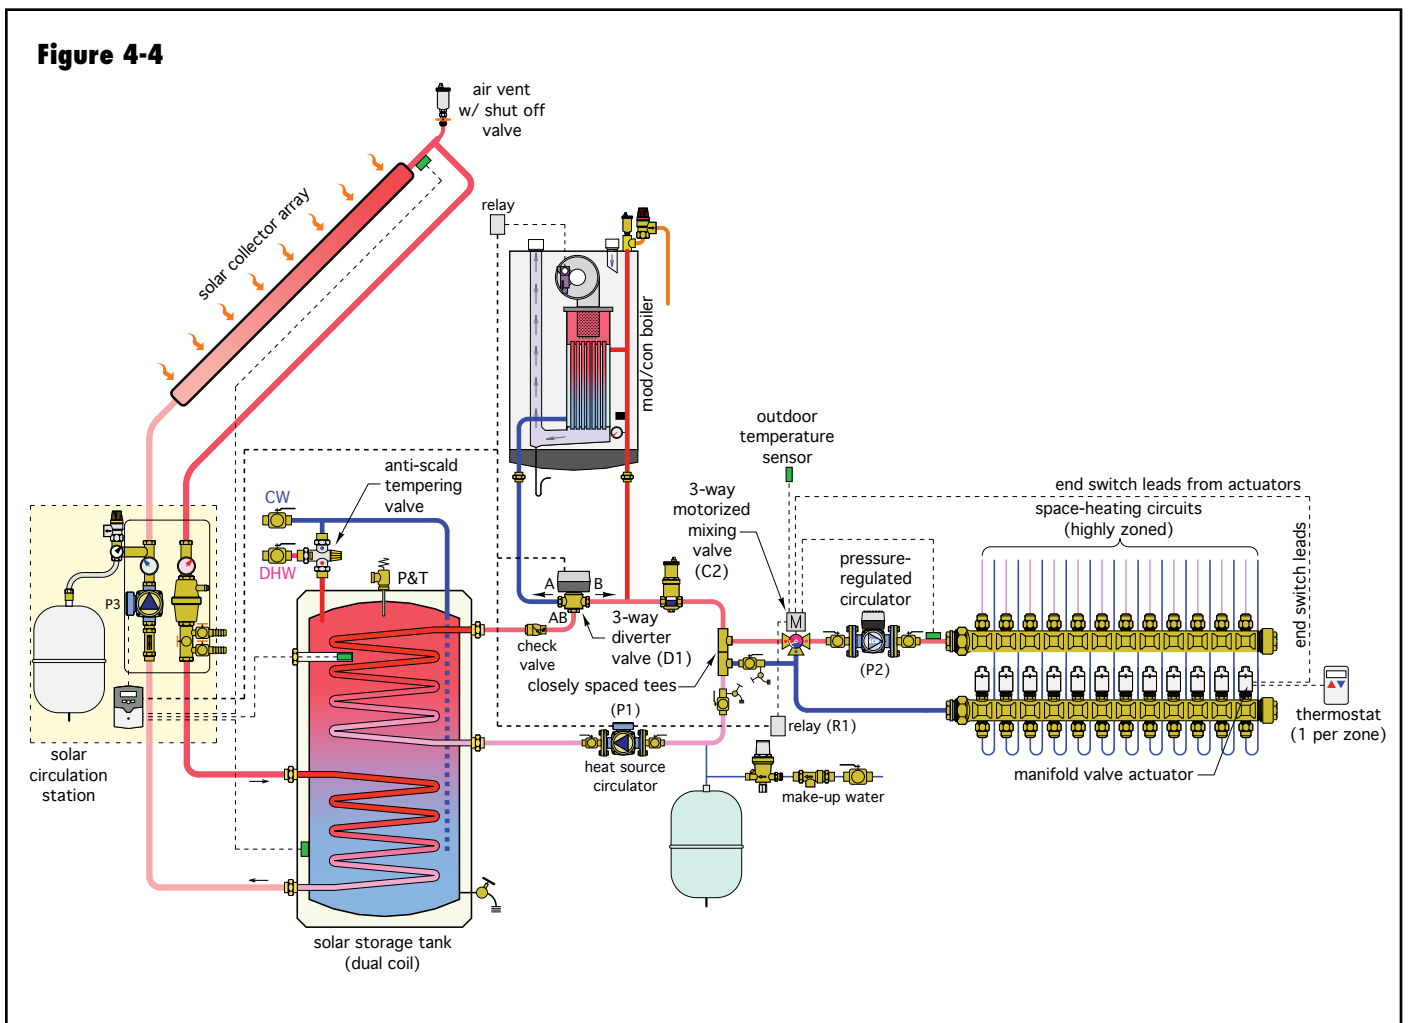 Figure 4-4
air vent
w/ shut off
valve
solar collector array
relay
mod/con boiler
outdoor
temperature
sensor
anti-scald
tempering
valve
CW
DHW
P&T
3-way
motorized
mixing
valve
(C2)
end switch leads from actuators
space-heating circuits
(highly zoned)
end switch leads
pressure-
regulated
circulator
P3
A
B
AB
M
check
valve
3-way
diverter
valve (D1)
closely spaced tees
(P2)
(P1)
relay (R1)
thermostat
(1 per zone)
manifold valve actuator
heat source
circulator
make-up water
solar
circulation
station
solar storage tank
(dual coil)